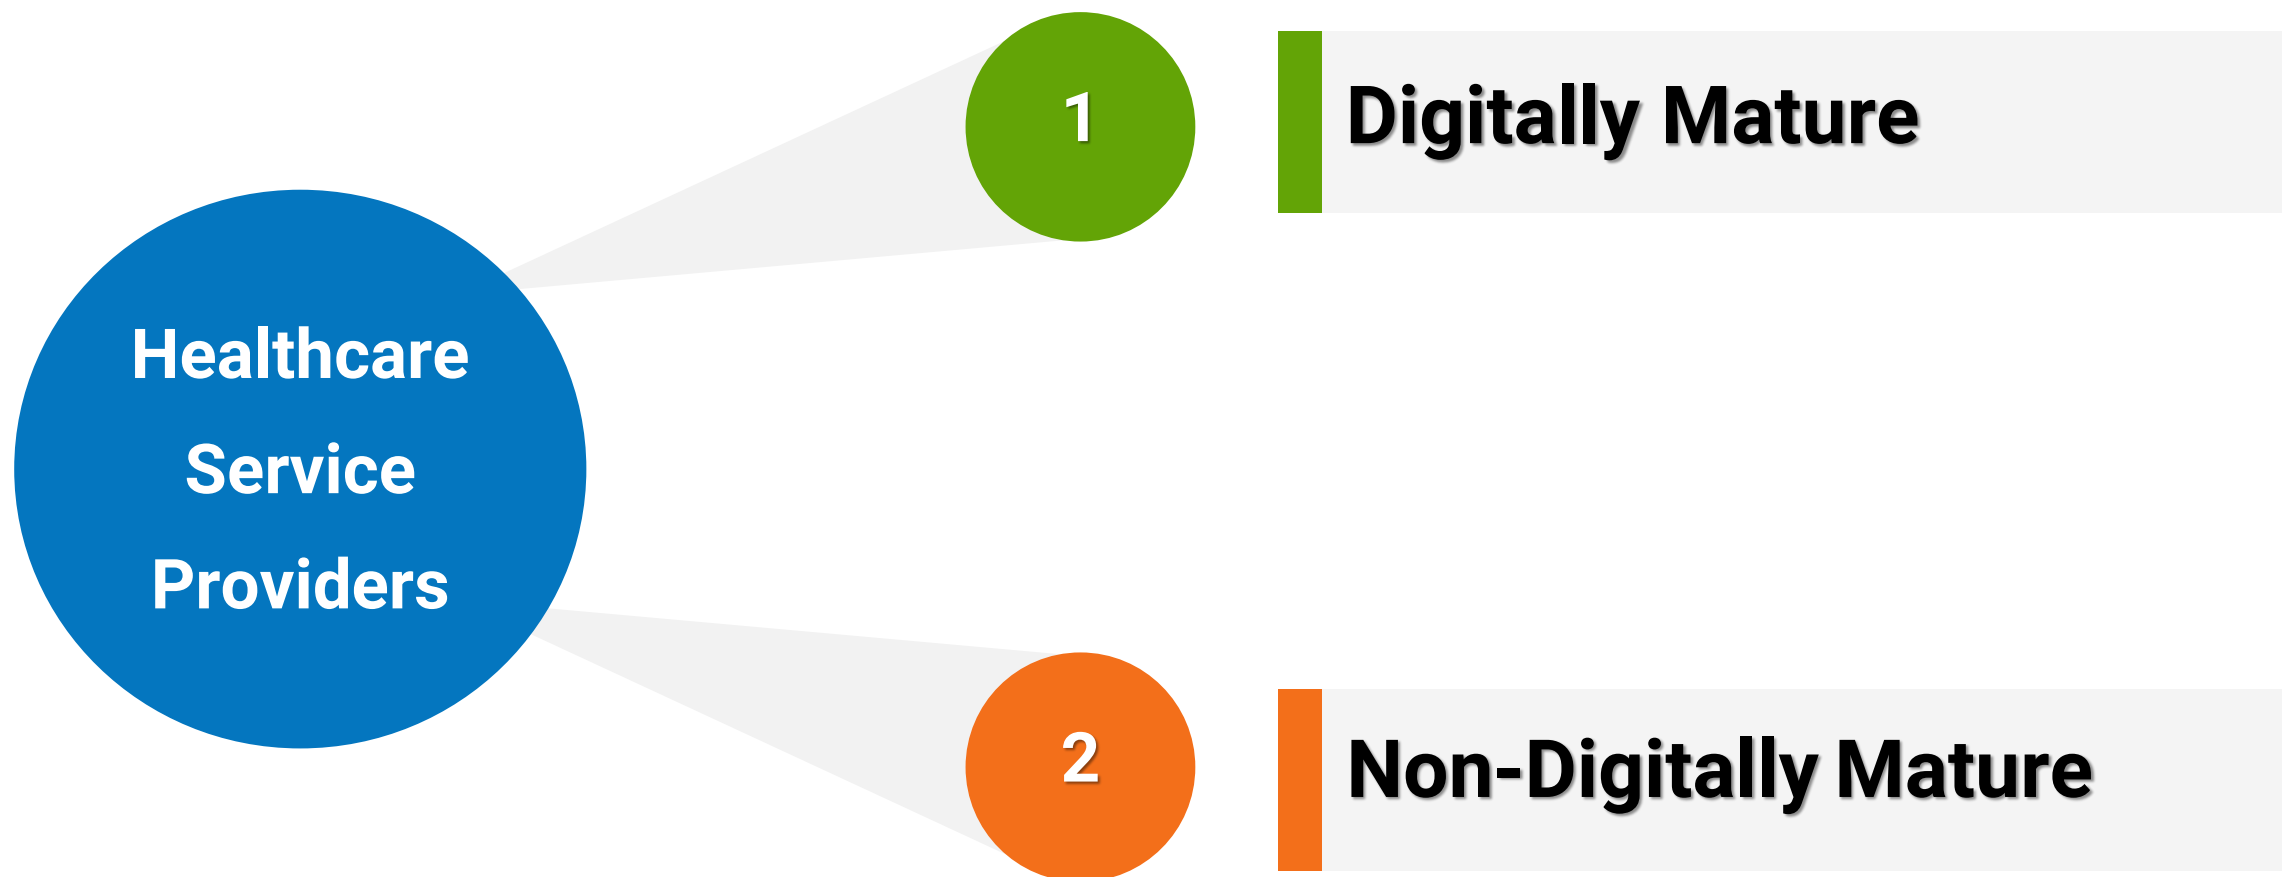 Healthcare
Service
Providers
1
Digitally Mature
2
Non-Digitally Mature